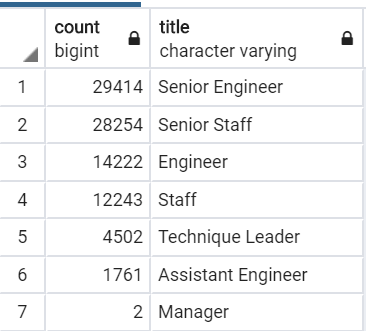 count title
bigint character varying
1 29414 Senior Engineer
2 28254 Senior Staff
3 14222 Engineer
4 12243 Staff
5 4502 Technique Leader
6 1761 Assistant Engineer
7 2 Manager